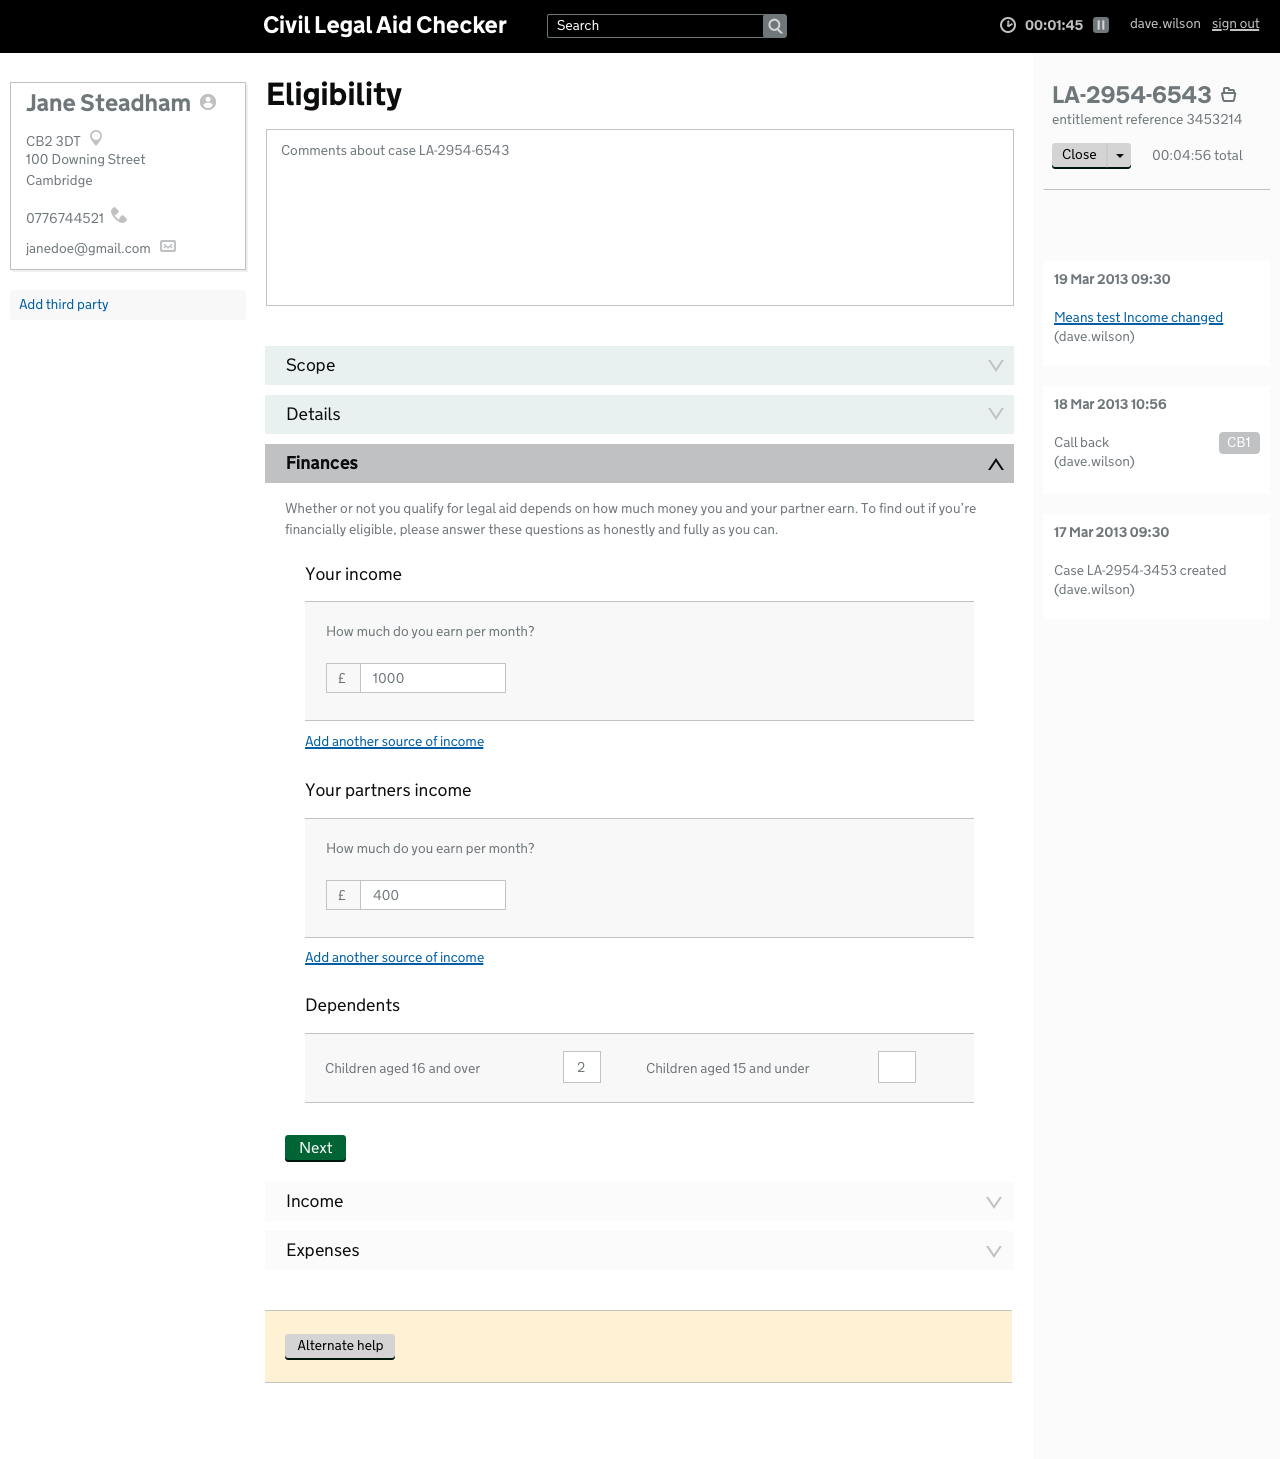 Civil Legal Aid Checker
Search
00:01:45
dave.wilson
sign out
Jane Steadham
CB2 3DT
100 Downing Street
Cambridge
0776744521
janedoe@gmail.com
Add third party
Eligibility
Comments about case LA-2954-6543
Scope
Details
Finances
Whether or not you qualify for legal aid depends on how much money you and your partner earn. To find out if you're
financially eligible, please answer these questions as honestly and fully as you can.
Your income
How much do you earn per month?
£ 1000
Add another source of income
Your partners income
How much do you earn per month?
£ 400
Add another source of income
Dependents
Children aged 16 and over 2 Children aged 15 and under
Next
Income
Expenses
Alternate help
LA-2954-6543
entitlement reference 3453214
Close
00:04:56 total
19 Mar 2013 09:30
Means test Income changed
(dave.wilson)
18 Mar 2013 10:56
Call back CB1
(dave.wilson)
17 Mar 2013 09:30
Case LA-2954-3453 created
(dave.wilson)